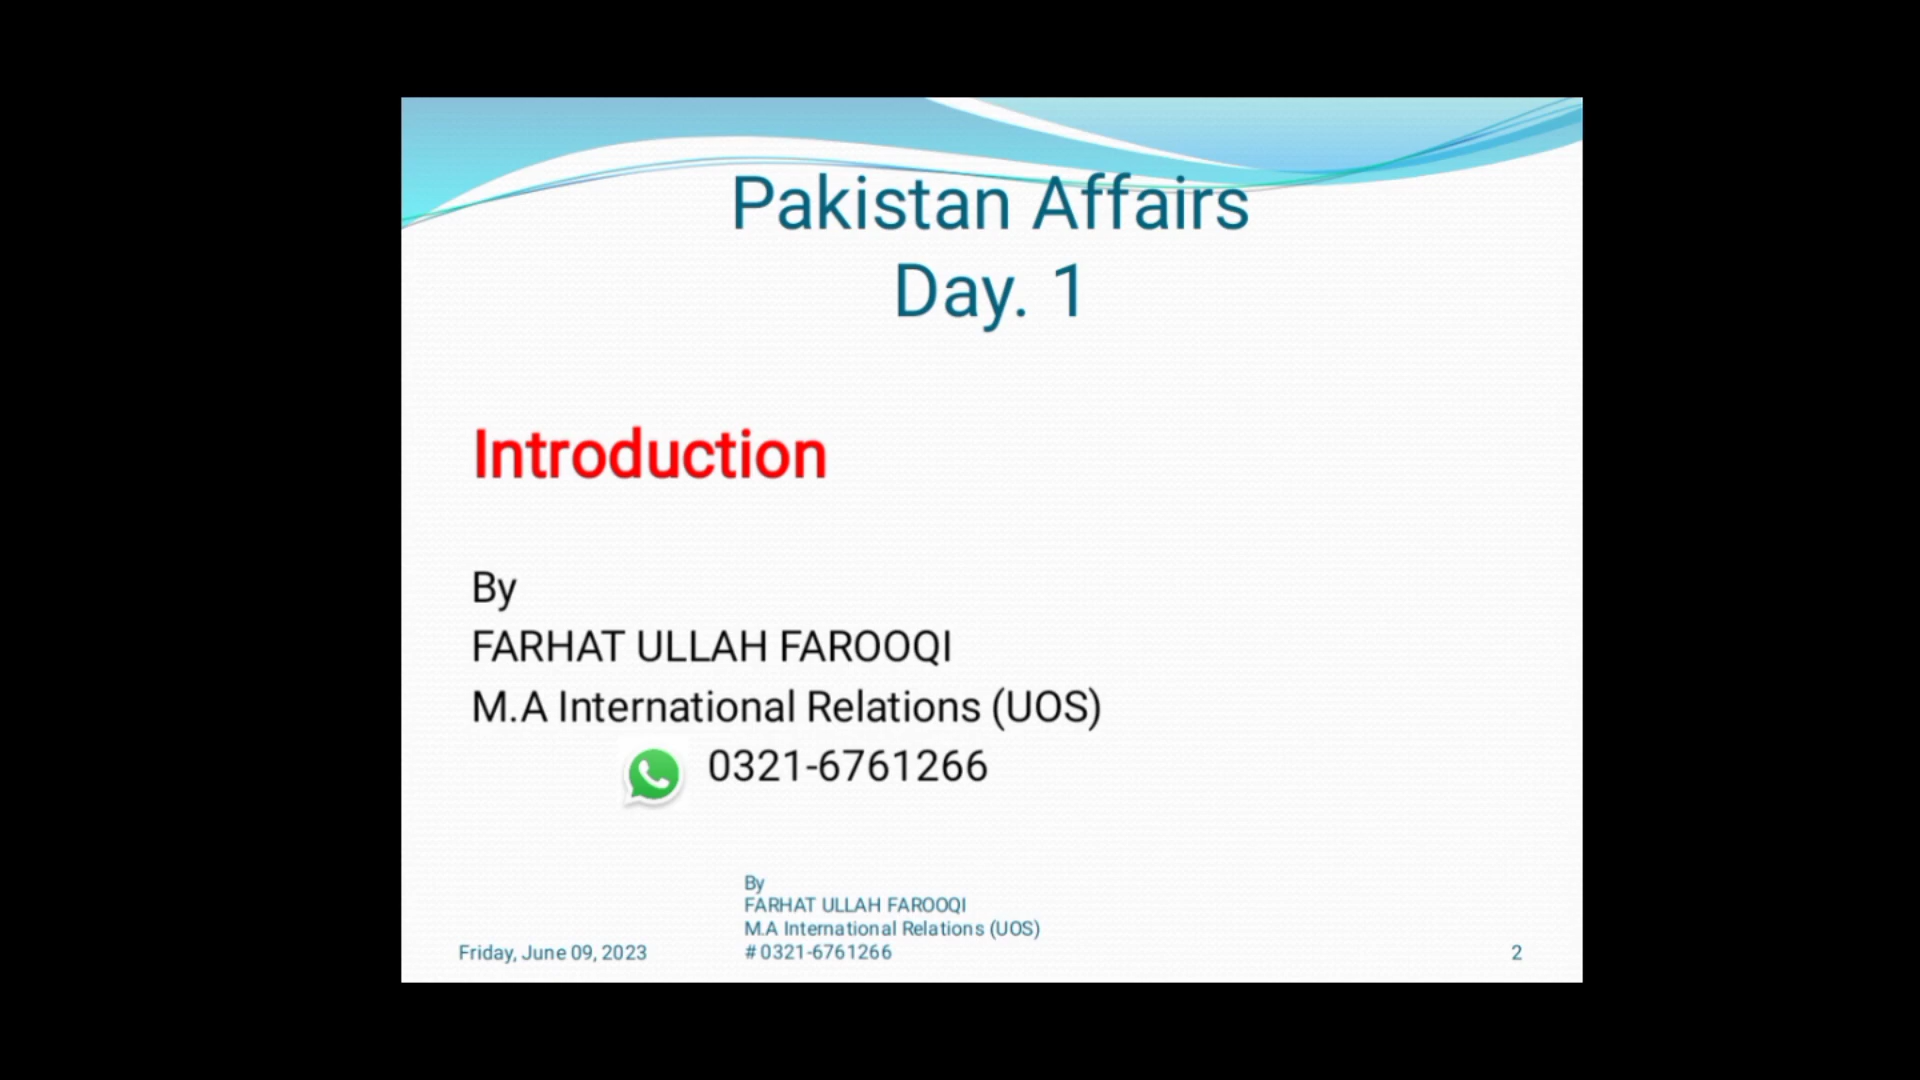 Pakistan Affairs
Day. 1
Introduction
By
FARHAT ULLAH FAROOQI
M.A International Relations (UOS)
0321-6761266
By
FARHAT ULLAH FAROOQI
M.A International Relations (UOS)
# 0321-6761266
Friday, June 09, 2023
2